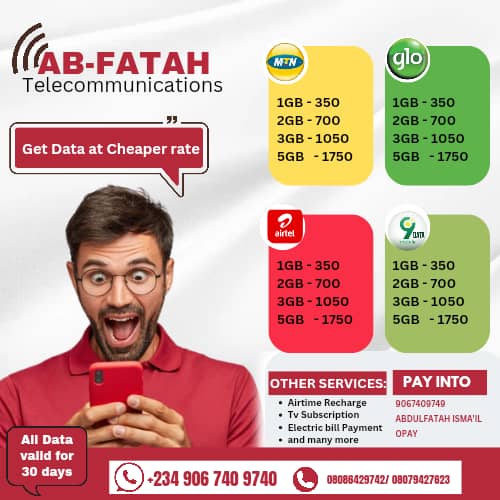 AB-FATAH
Telecommunications
”
Get Data at Cheaper rate
MTN
1GB - 350
2GB - 700
3GB - 1050
5GB - 1750
glo
1GB - 350
2GB - 700
3GB - 1050
5GB - 1750
airtel
1GB - 350
2GB - 700
3GB - 1050
5GB - 1750
9
DATA
1GB - 350
2GB - 700
3GB - 1050
5GB - 1750
OTHER SERVICES:
• Airtime Recharge
• Tv Subscription
• Electric bill Payment
• and many more
PAY INTO
9067409749
ABDULFATAH ISMA'IL
OPAY
All Data
valid for
30 days
+234 906 740 9740
08086429742/ 08079427623